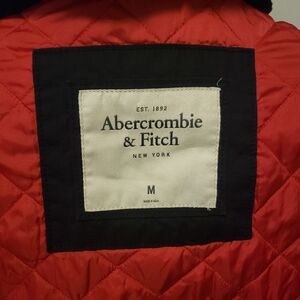 EST. 1892
Abercrombie
& Fitch
NEW YORK
M